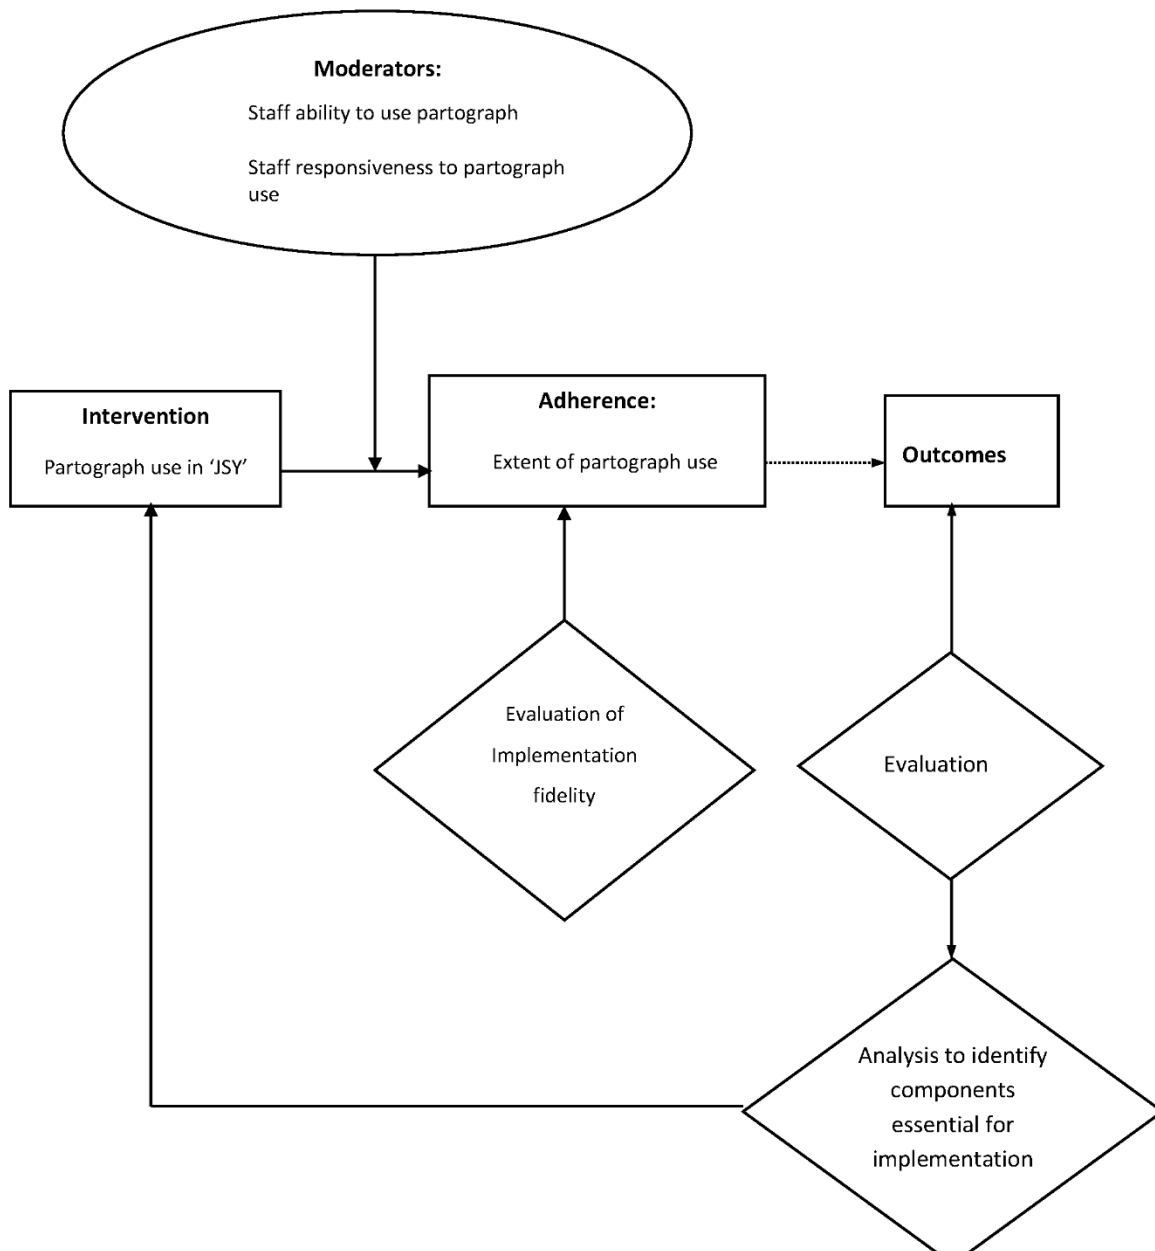 Moderators:
Staff ability to use partograph
Staff responsiveness to partograph
use
Intervention
Partograph use in ‘JSY’
Adherence:
Extent of partograph use
Outcomes
Evaluation of
Implementation
fidelity
Evaluation
Analysis to identify
components
essential for
implementation